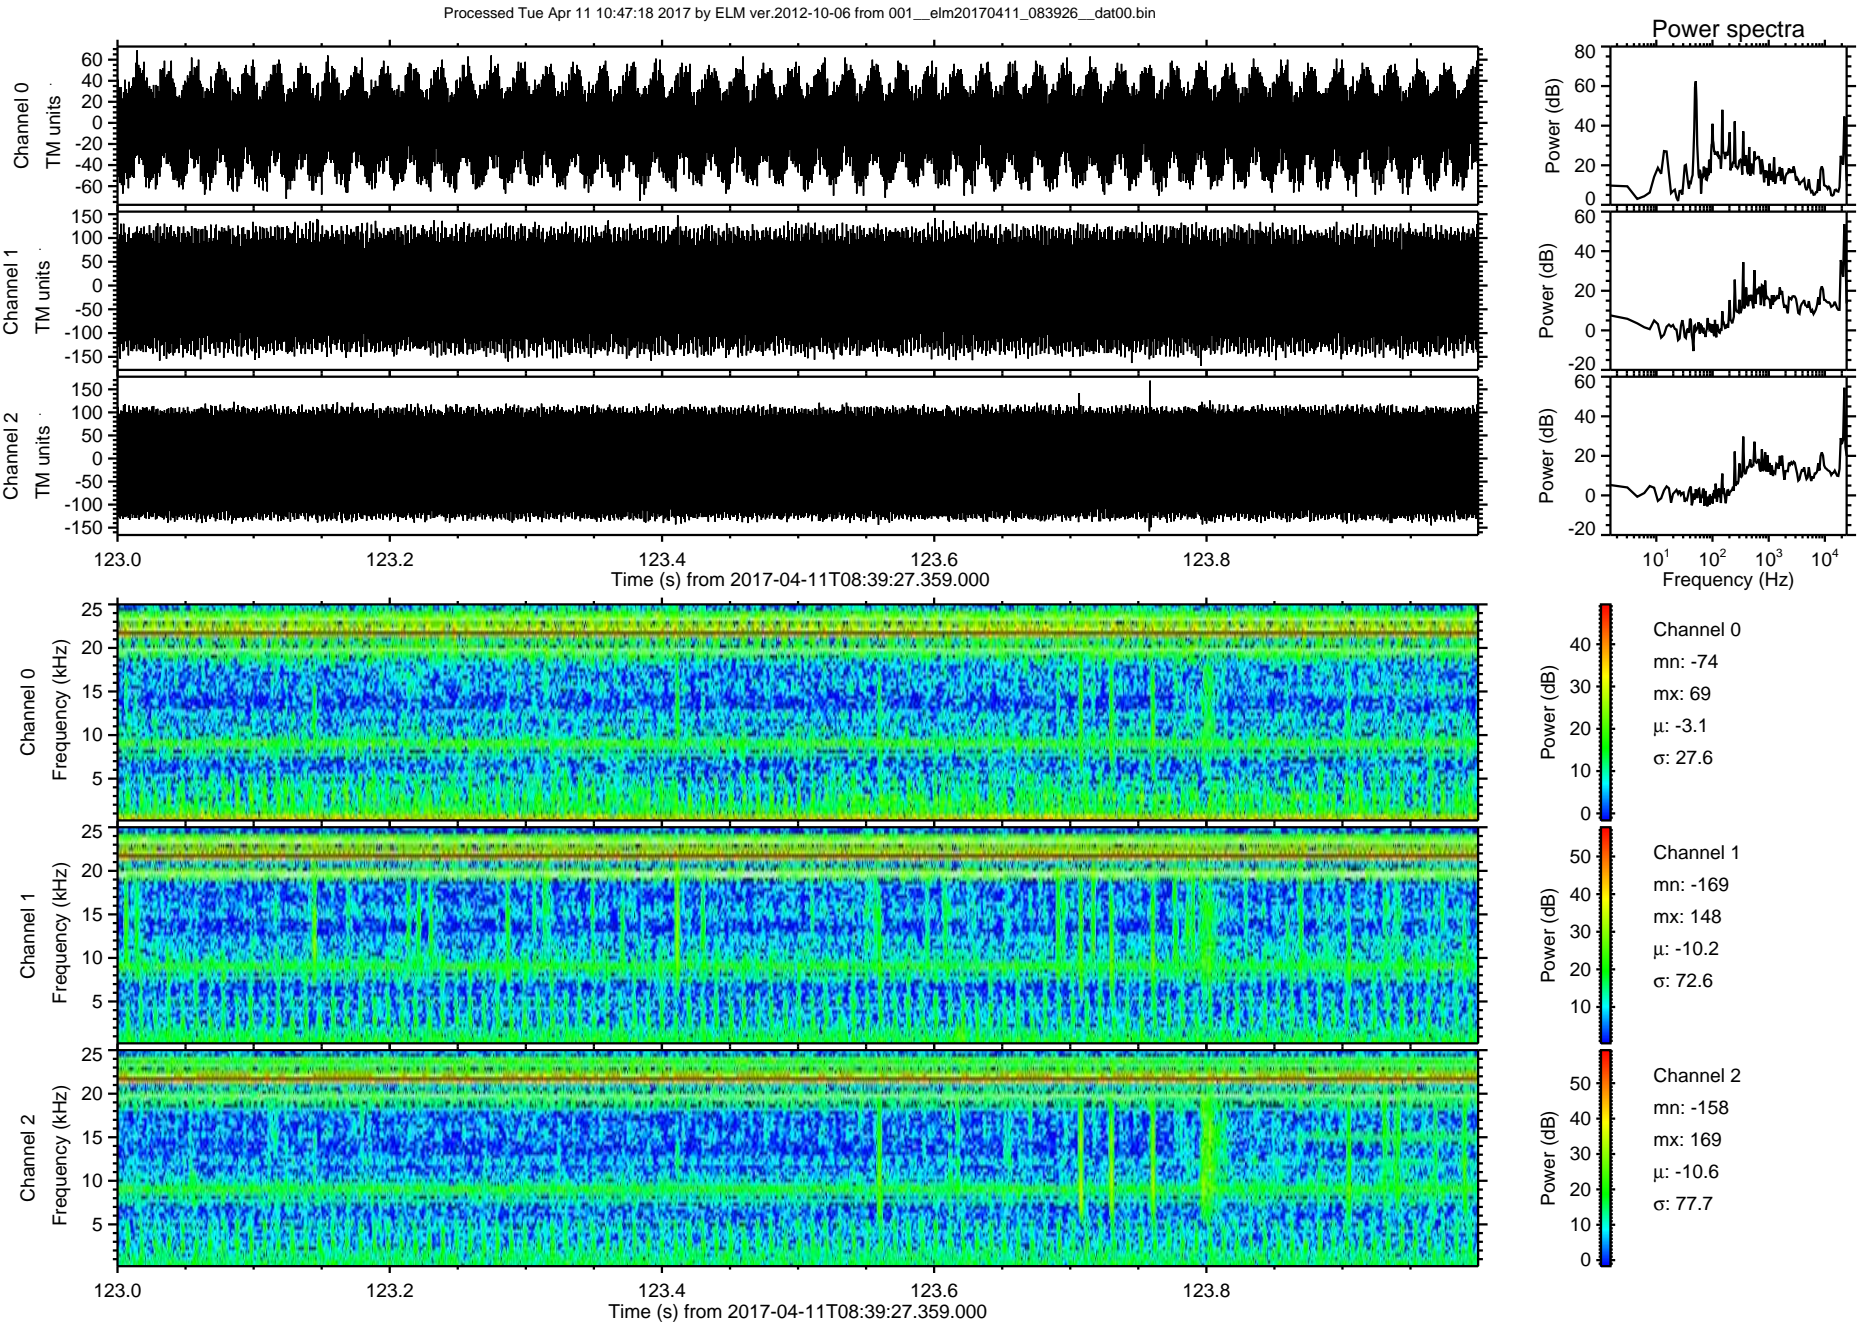 Processed Tue Apr 11 10:47:18 2017 by ELM ver.2012-10-06 from 001__elm20170411_083926__dat00.bin
Power spectra
Channel 0
TM units
60
40
20
0
-20
-40
-60
Power (dB)
80
60
40
20
0
Channel 1
TM units
150
100
50
0
-50
-100
-150
Power (dB)
60
40
20
0
-20
Channel 2
TM units
150
100
50
0
-50
-100
-150
Power (dB)
60
40
20
0
-20
123.0 123.2 123.4 123.6 123.8
Time (s) from 2017-04-11T08:39:27.359.000
10^1 10^2 10^3 10^4
Frequency (Hz)
Channel 0
Frequency (kHz)
25
20
15
10
5
Power (dB)
40
30
20
10
0
Channel 0
mn: -74
mx: 69
μ: -3.1
σ: 27.6
Channel 1
Frequency (kHz)
25
20
15
10
5
Power (dB)
50
40
30
20
10
Channel 1
mn: -169
mx: 148
μ: -10.2
σ: 72.6
Channel 2
Frequency (kHz)
25
20
15
10
5
Power (dB)
50
40
30
20
10
0
Channel 2
mn: -158
mx: 169
μ: -10.6
σ: 77.7
123.0 123.2 123.4 123.6 123.8
Time (s) from 2017-04-11T08:39:27.359.000